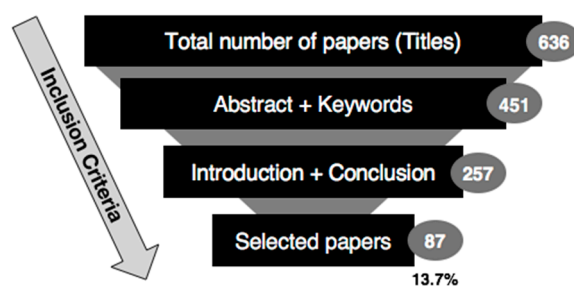 Total number of papers (Titles) 636
Abstract + Keywords 451
Introduction + Conclusion 257
Selected papers 87
13.7%
Inclusion Criteria